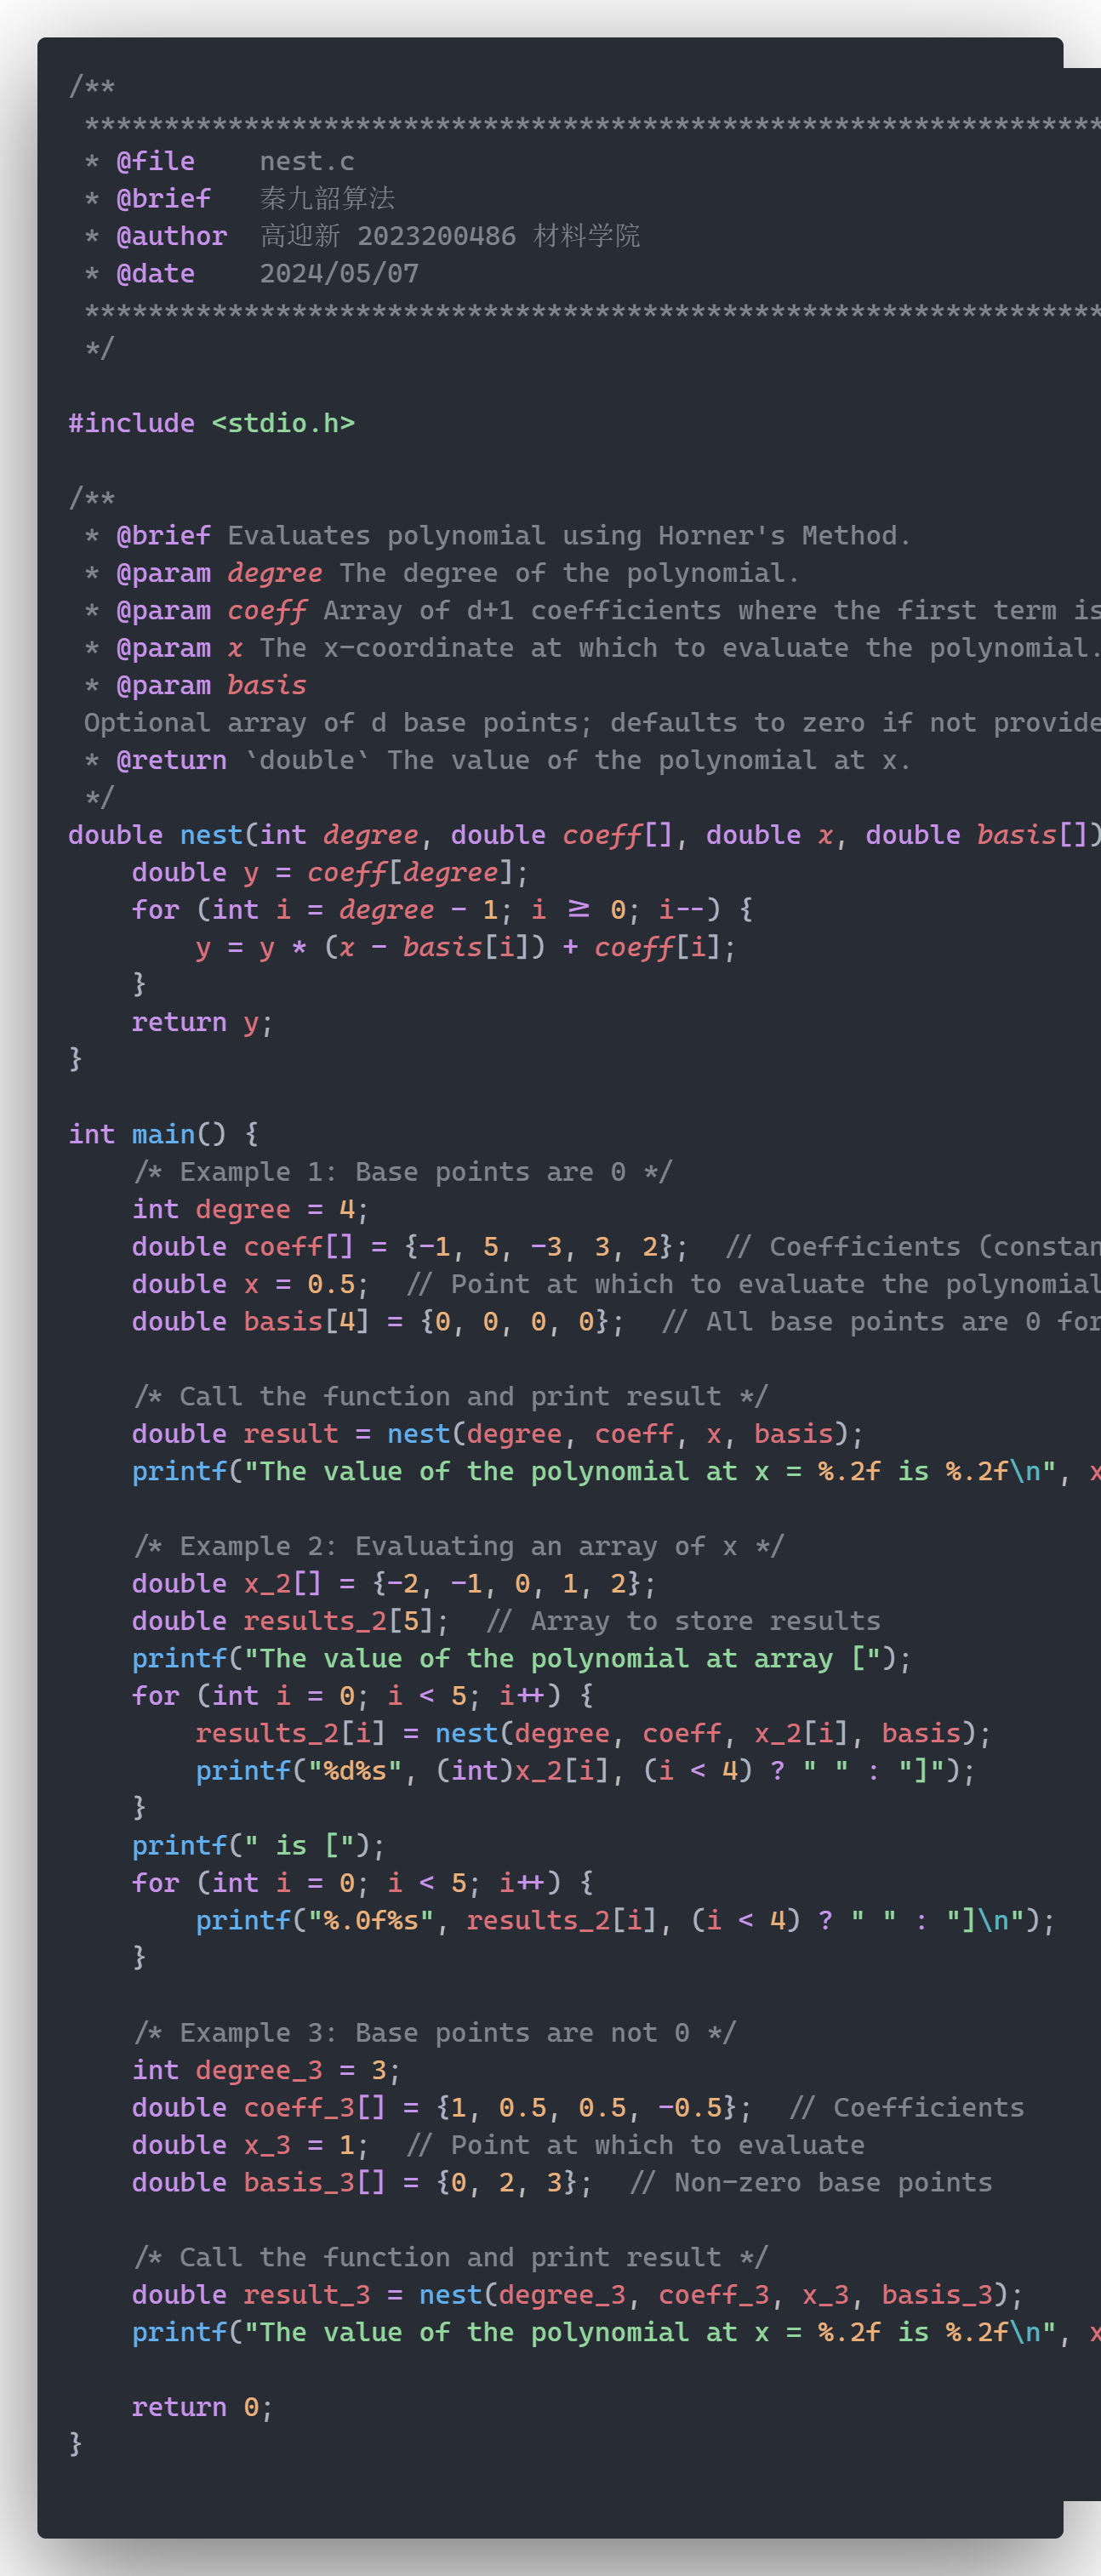 /**
 ****************************************************************
 * @file    nest.c
 * @brief   秦九韶算法
 * @author  高迎新 2023200486 材料学院
 * @date    2024/05/07
 ****************************************************************
 */
#include <stdio.h>
/**
 * @brief Evaluates polynomial using Horner's Method.
 * @param degree The degree of the polynomial.
 * @param coeff Array of d+1 coefficients where the first term is
 * @param x The x-coordinate at which to evaluate the polynomial.
 * @param basis
 Optional array of d base points; defaults to zero if not provide
 * @return `double` The value of the polynomial at x.
 */
double nest(int degree, double coeff[], double x, double basis[])
    double y = coeff[degree];
    for (int i = degree - 1; i ≥ 0; i--) {
        y = y * (x - basis[i]) + coeff[i];
    }
    return y;
}
int main() {
    /* Example 1: Base points are 0 */
    int degree = 4;
    double coeff[] = {-1, 5, -3, 3, 2};  // Coefficients (constan
    double x = 0.5;  // Point at which to evaluate the polynomial
    double basis[4] = {0, 0, 0, 0};  // All base points are 0 for
    /* Call the function and print result */
    double result = nest(degree, coeff, x, basis);
    printf("The value of the polynomial at x = %.2f is %.2f\n", x
    /* Example 2: Evaluating an array of x */
    double x_2[] = {-2, -1, 0, 1, 2};
    double results_2[5];  // Array to store results
    printf("The value of the polynomial at array [");
    for (int i = 0; i < 5; i++) {
        results_2[i] = nest(degree, coeff, x_2[i], basis);
        printf("%d%s", (int)x_2[i], (i < 4) ? " " : "]");
    }
    printf(" is [");
    for (int i = 0; i < 5; i++) {
        printf("%.0f%s", results_2[i], (i < 4) ? " " : "]\n");
    }
    /* Example 3: Base points are not 0 */
    int degree_3 = 3;
    double coeff_3[] = {1, 0.5, 0.5, -0.5};  // Coefficients
    double x_3 = 1;  // Point at which to evaluate
    double basis_3[] = {0, 2, 3};  // Non-zero base points
    /* Call the function and print result */
    double result_3 = nest(degree_3, coeff_3, x_3, basis_3);
    printf("The value of the polynomial at x = %.2f is %.2f\n", x
    return 0;
}